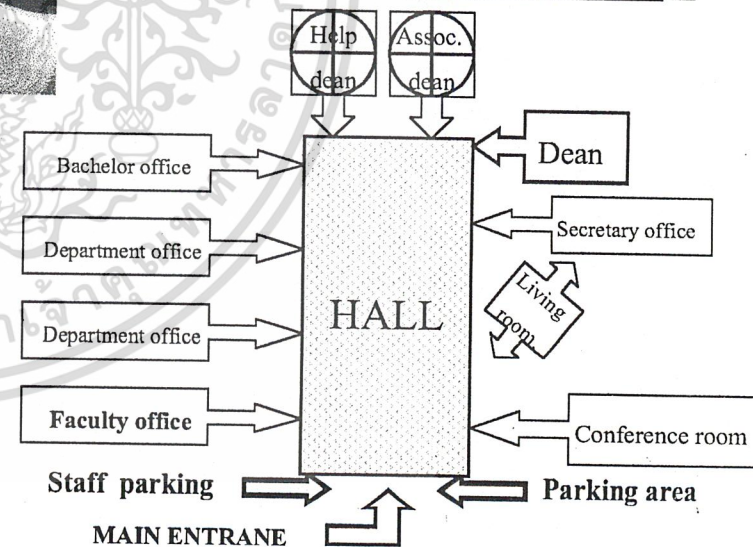 Help
dean
Assoc.
dean
Dean
Bachelor office
Secretary office
Department office
Living
room.
HALL
Department office
Faculty office
Conference room
Staff parking
Parking area
MAIN ENTRANE